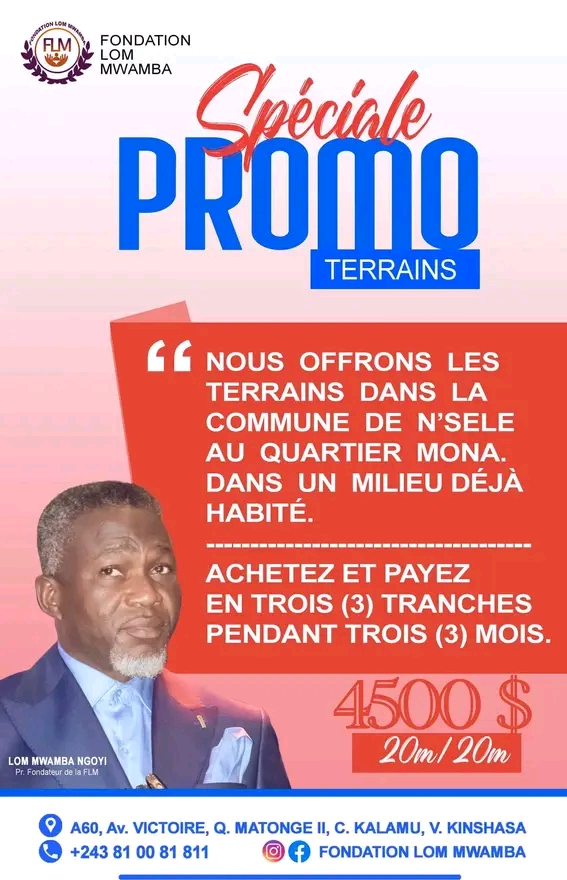 FONDATION LOM MWAMBA
FLM
FONDATION
LOM
MWAMBA
Spéciale
PROMO
TERRAINS
“
NOUS OFFRONS LES
TERRAINS DANS LA
COMMUNE DE N’SELE
AU QUARTIER MONA.
DANS UN MILIEU DÉJÀ
HABITÉ.
-------------------------------------
ACHETEZ ET PAYEZ
EN TROIS (3) TRANCHES
PENDANT TROIS (3) MOIS.
4500 $
20m/20m
LOM MWAMBA NGOYI
Pr. Fondateur de la FLM
A60, Av. VICTOIRE, Q. MATONGE II, C. KALAMU, V. KINSHASA
+243 81 00 81 811
FONDATION LOM MWAMBA